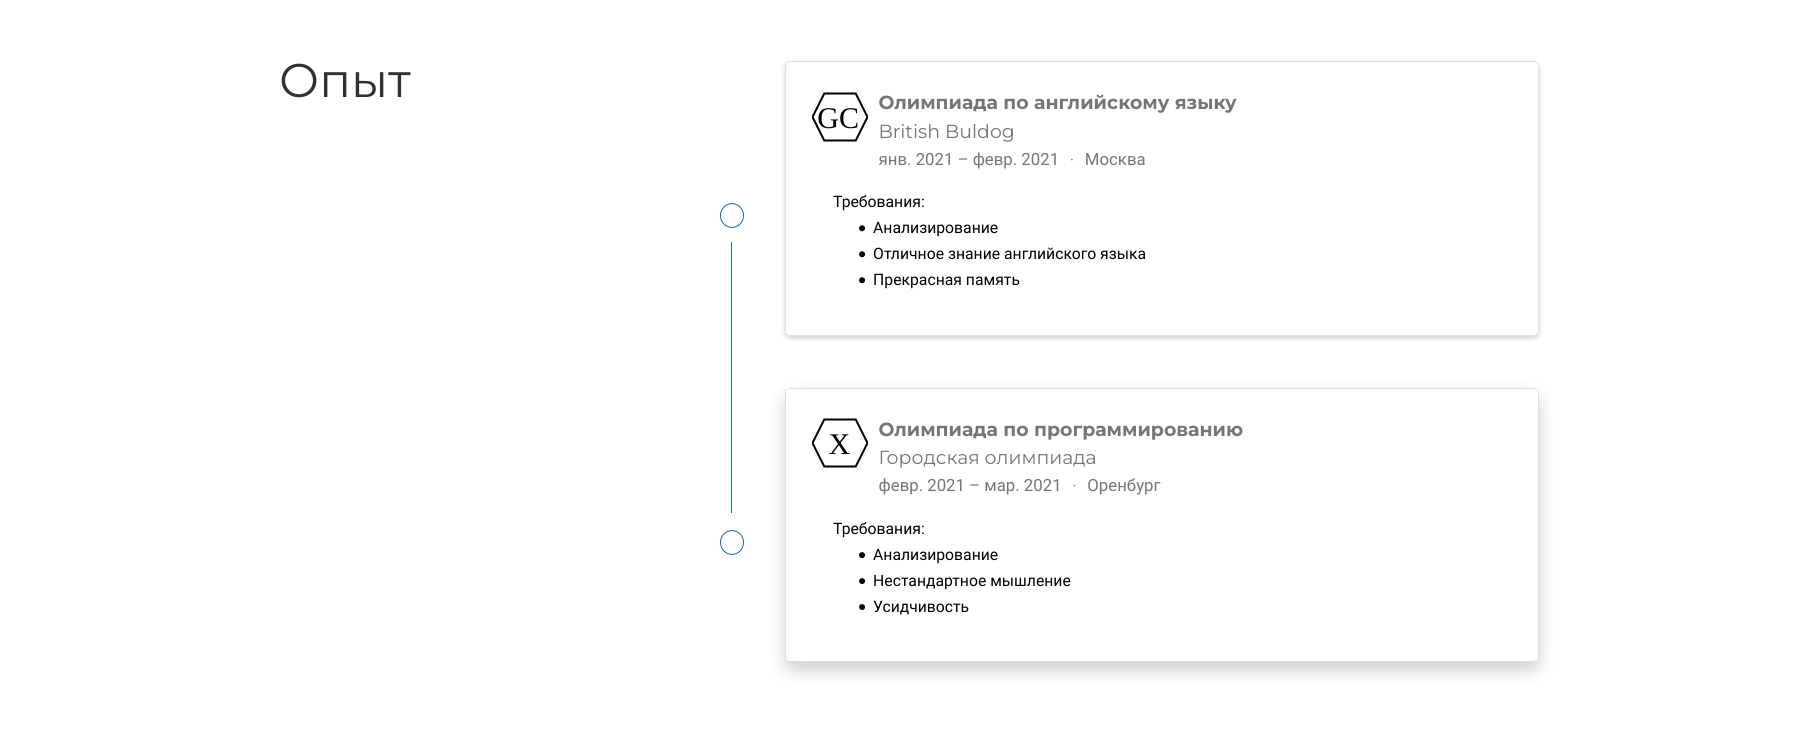 Опыт
GC
Олимпиада по английскому языку
British Buldog
янв. 2021 – февр. 2021 · Москва
Требования:
• Анализирование
• Отличное знание английского языка
• Прекрасная память
X
Олимпиада по программированию
Городская олимпиада
февр. 2021 – мар. 2021 · Оренбург
Требования:
• Анализирование
• Нестандартное мышление
• Усидчивость